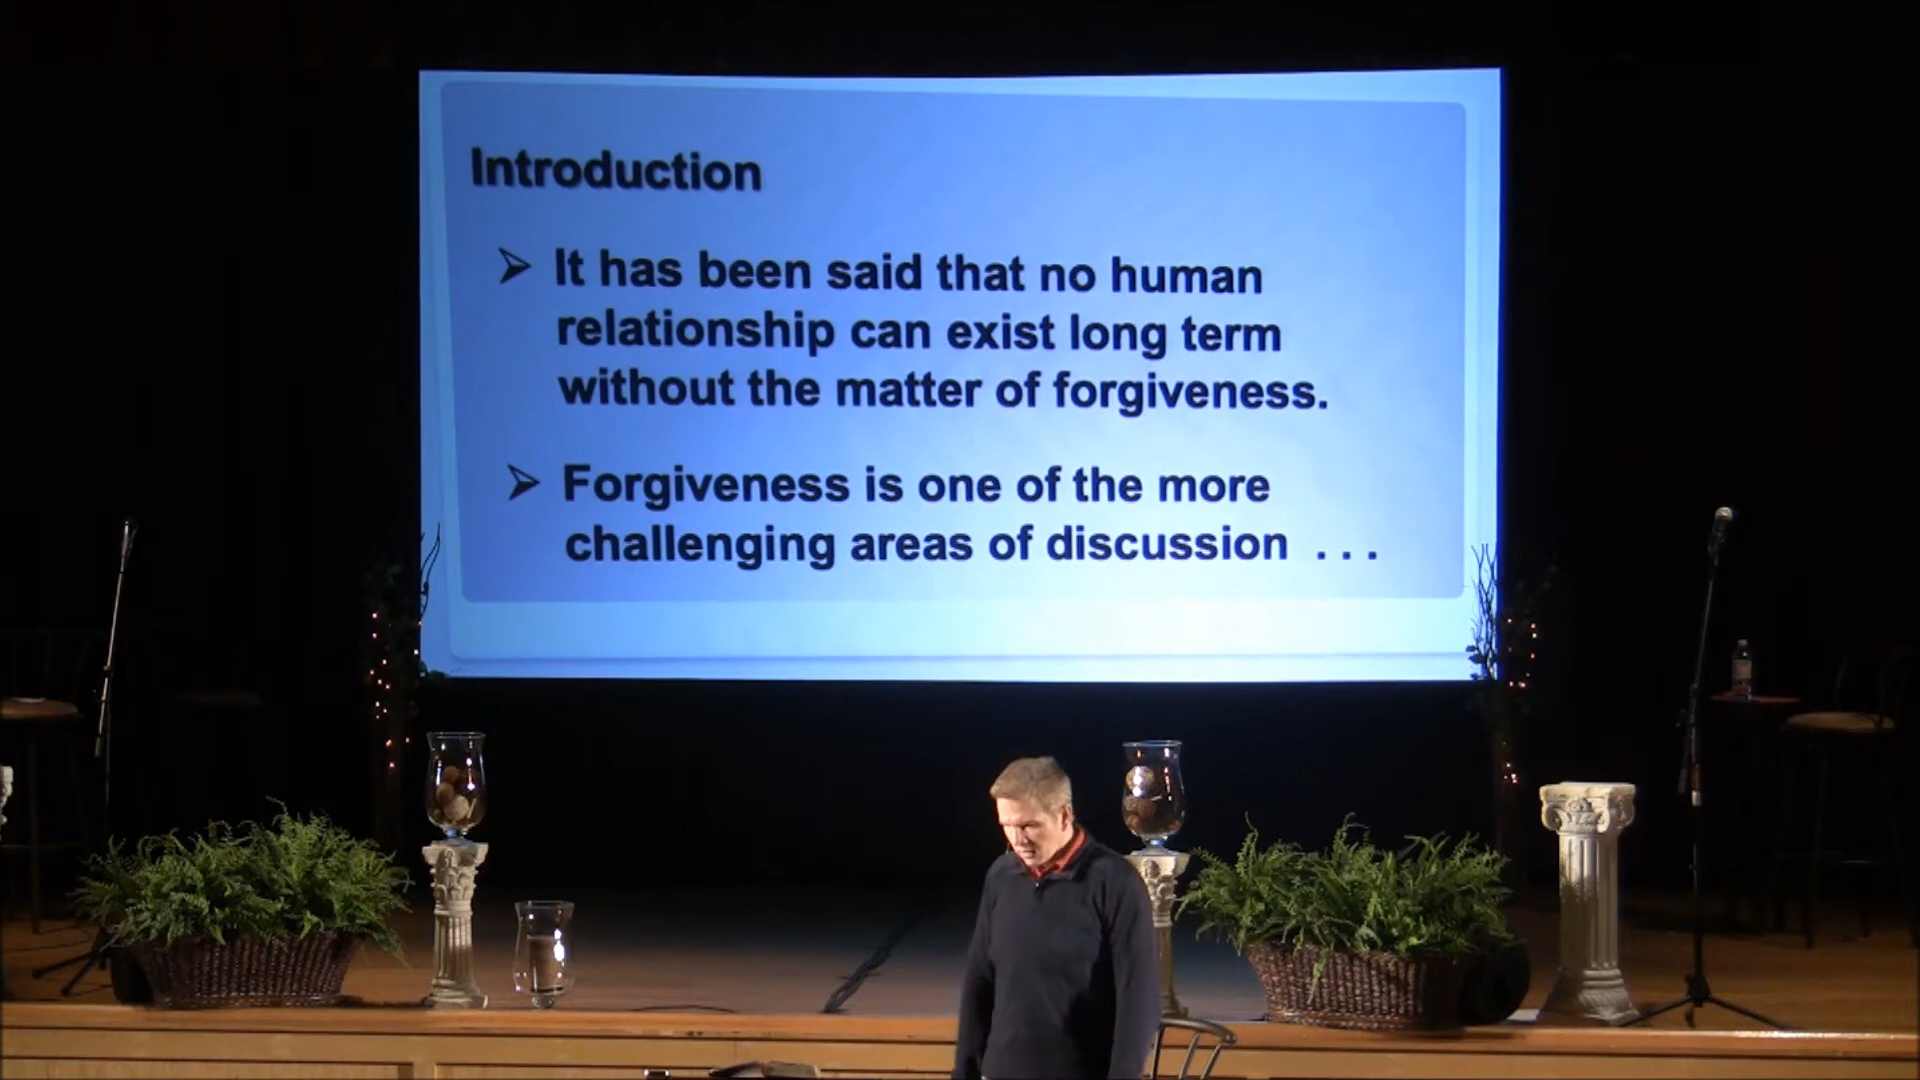 Introduction
➢ It has been said that no human
relationship can exist long term
without the matter of forgiveness.
➢ Forgiveness is one of the more
challenging areas of discussion . . .